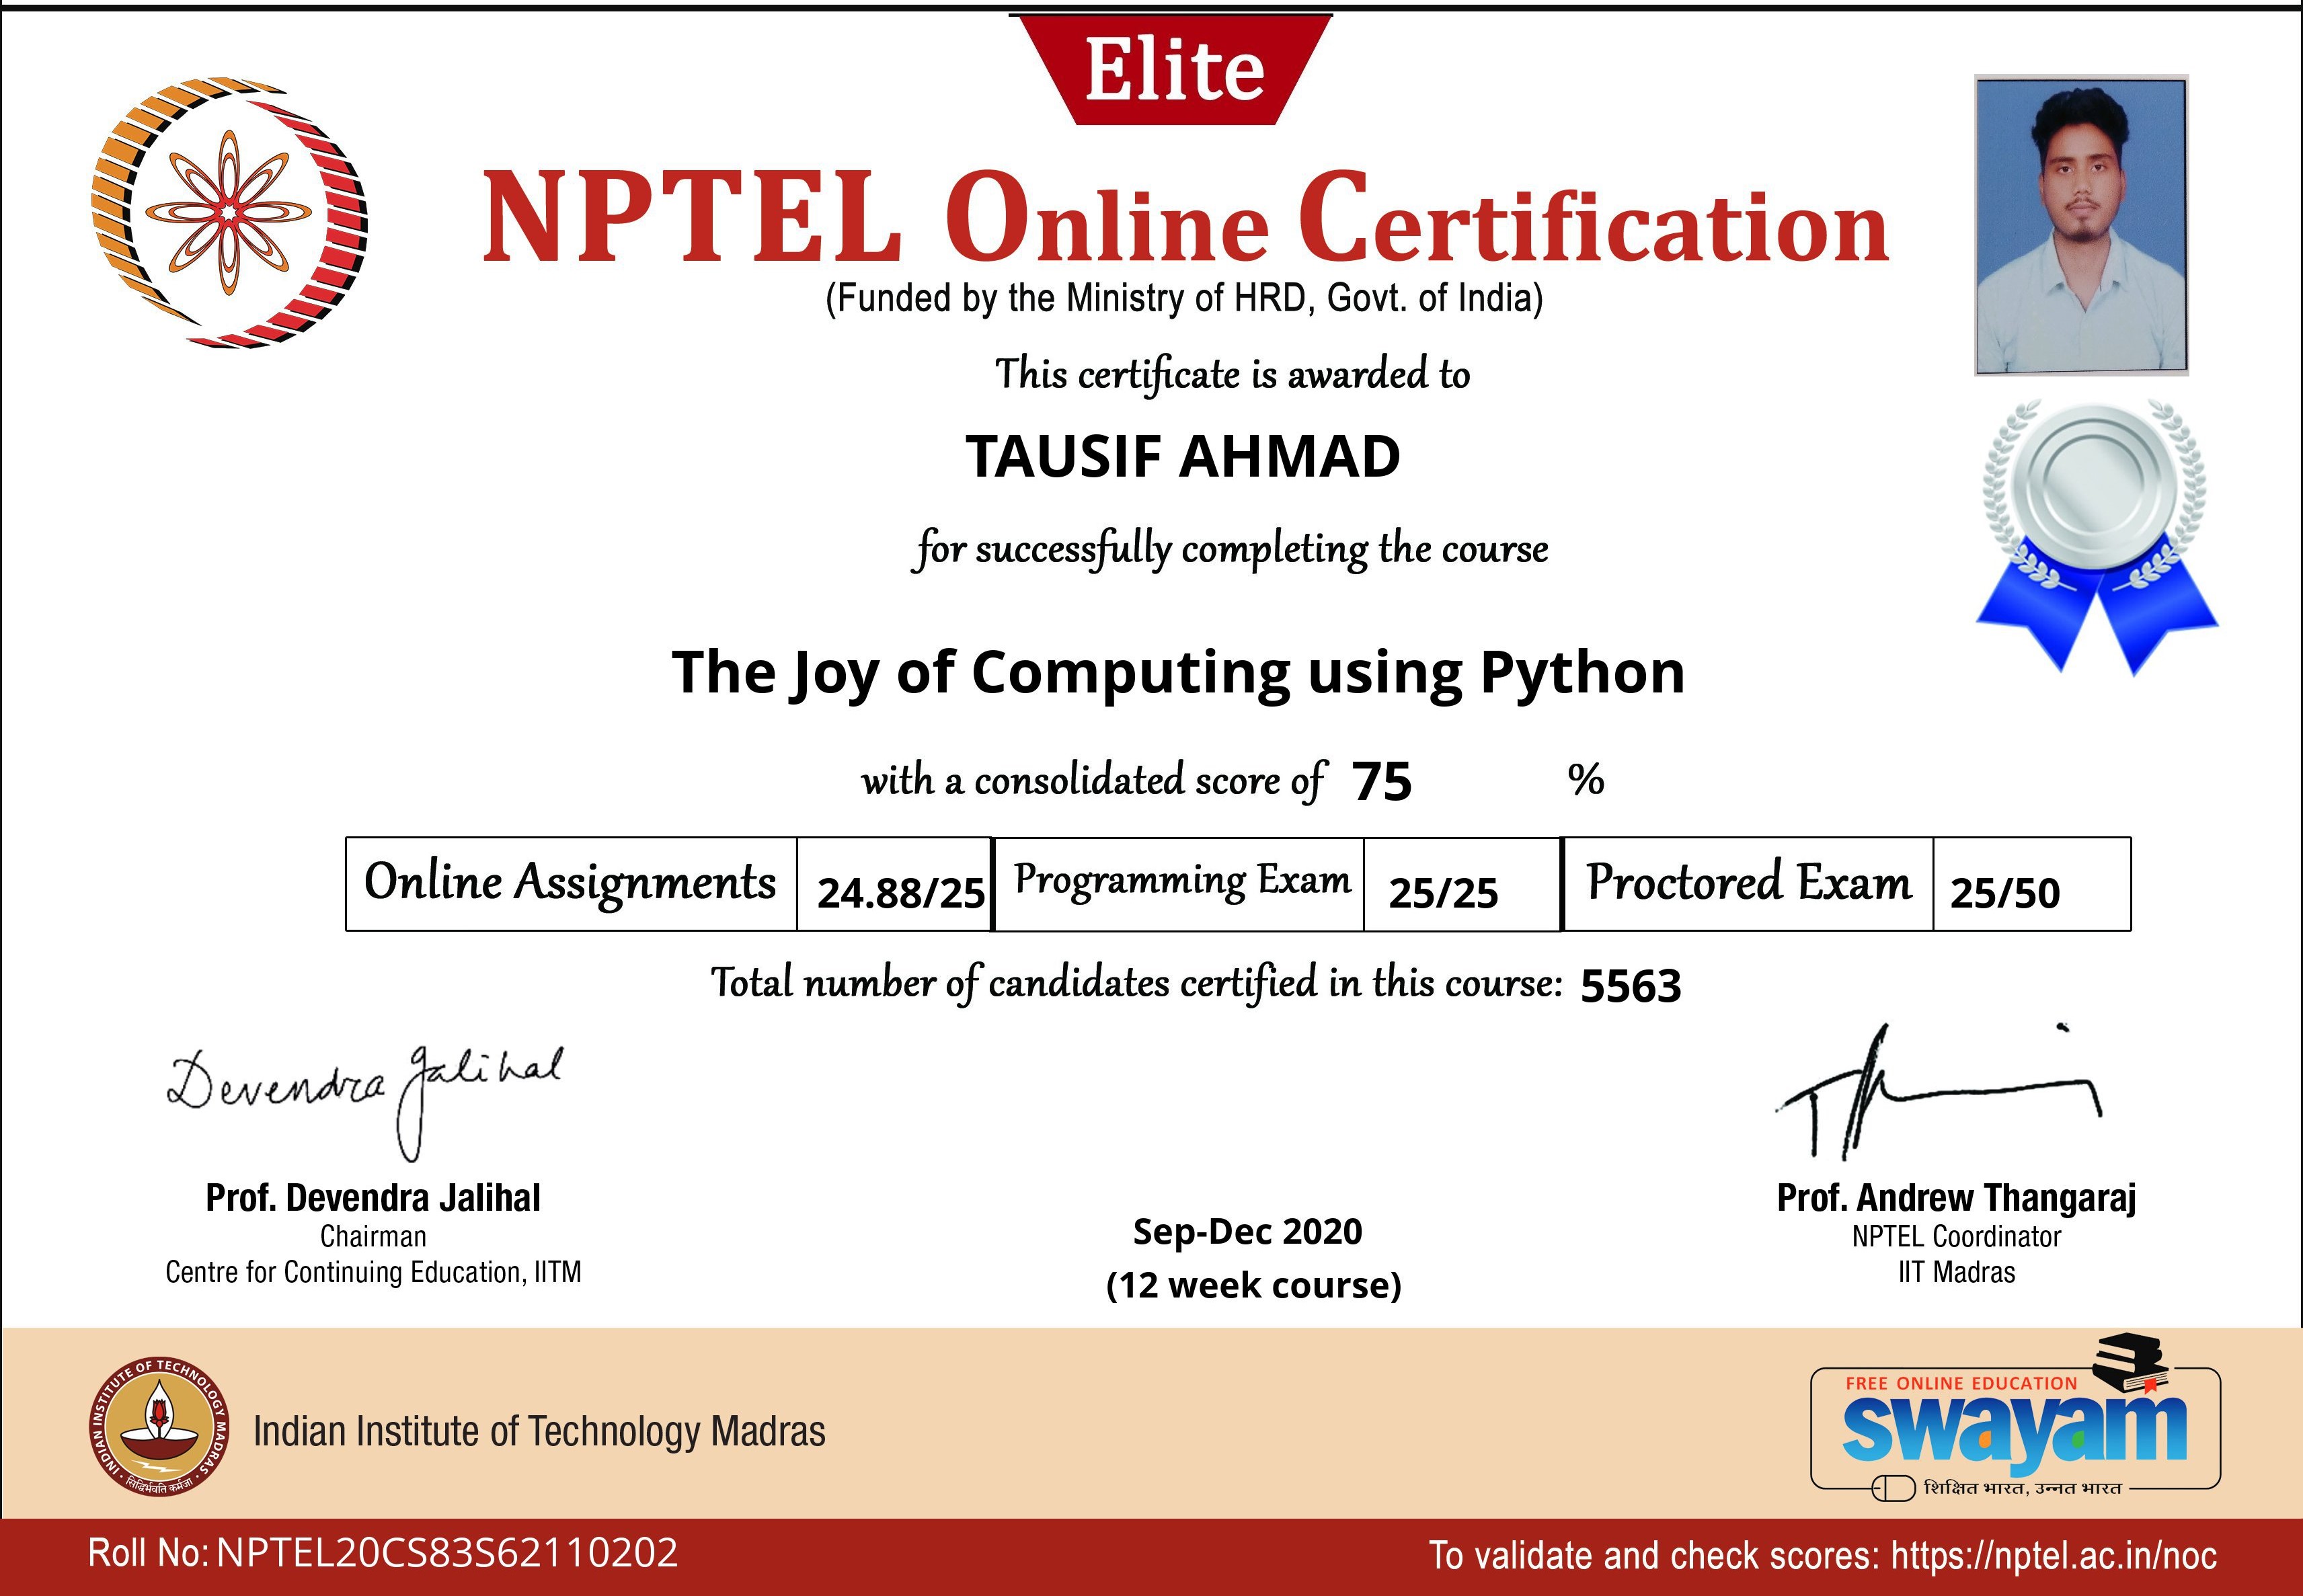 Elite
NPTEL Online Certification
(Funded by the Ministry of HRD, Govt. of India)
This certificate is awarded to
TAUSIF AHMAD
for successfully completing the course
The Joy of Computing using Python
with a consolidated score of 75 %
Online Assignments 24.88/25 Programming Exam 25/25 Proctored Exam 25/50
Total number of candidates certified in this course: 5563
Devendra Jalihal
Prof. Devendra Jalihal
Chairman
Centre for Continuing Education, IITM
Sep-Dec 2020
(12 week course)
Prof. Andrew Thangaraj
NPTEL Coordinator
IIT Madras
INDIAN INSTITUTE OF TECHNOLOGY MADRAS
सिद्धिर्भवति कर्मजा
Indian Institute of Technology Madras
FREE ONLINE EDUCATION
swayam
शिक्षित भारत, उन्नत भारत
Roll No: NPTEL20CS83S62110202
To validate and check scores: https://nptel.ac.in/noc